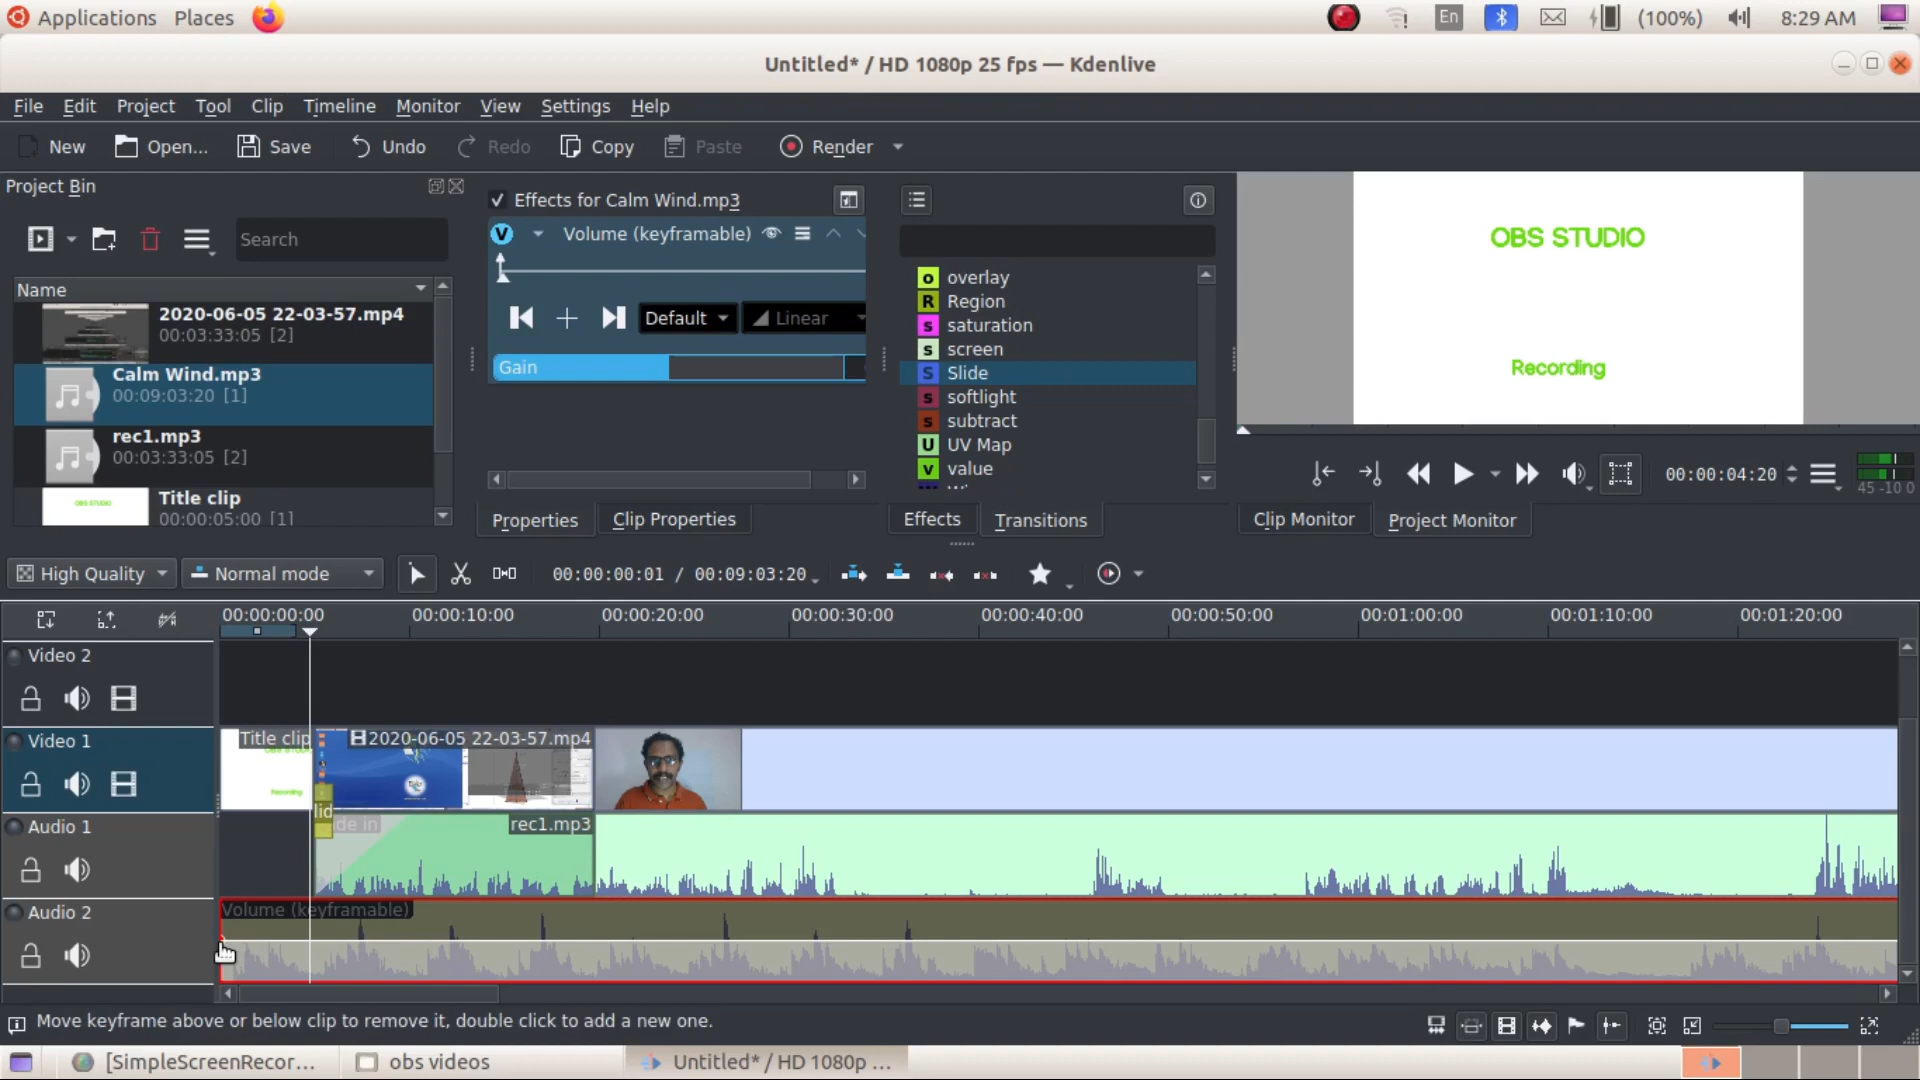 Applications Places
En (100%) 8:29 AM
Untitled* / HD 1080p 25 fps — Kdenlive
File Edit Project Tool Clip Timeline Monitor View Settings Help
New Open... Save Undo Redo Copy Paste Render
Project Bin
Search
Name
2020-06-05 22-03-57.mp4
00:03:33:05 [2]
Calm Wind.mp3
00:09:03:20 [1]
rec1.mp3
00:03:33:05 [2]
Title clip
00:00:05:00 [1]
Effects for Calm Wind.mp3
V Volume (keyframable)
Default Linear
Gain
Properties Clip Properties
o overlay
R Region
s saturation
s screen
S Slide
s softlight
s subtract
U UV Map
v value
Effects Transitions
OBS STUDIO
Recording
00:00:04:20
45 -10 0
Clip Monitor Project Monitor
High Quality Normal mode 00:00:00:01 / 00:09:03:20
00:00:00:00 00:00:10:00 00:00:20:00 00:00:30:00 00:00:40:00 00:00:50:00 00:01:00:00 00:01:10:00 00:01:20:00
Video 2
Video 1
Title clip 2020-06-05 22-03-57.mp4
Recording
lid
Audio 1
de in rec1.mp3
Audio 2
Volume (keyframable)
Move keyframe above or below clip to remove it, double click to add a new one.
[SimpleScreenRecor... obs videos Untitled* / HD 1080p ...